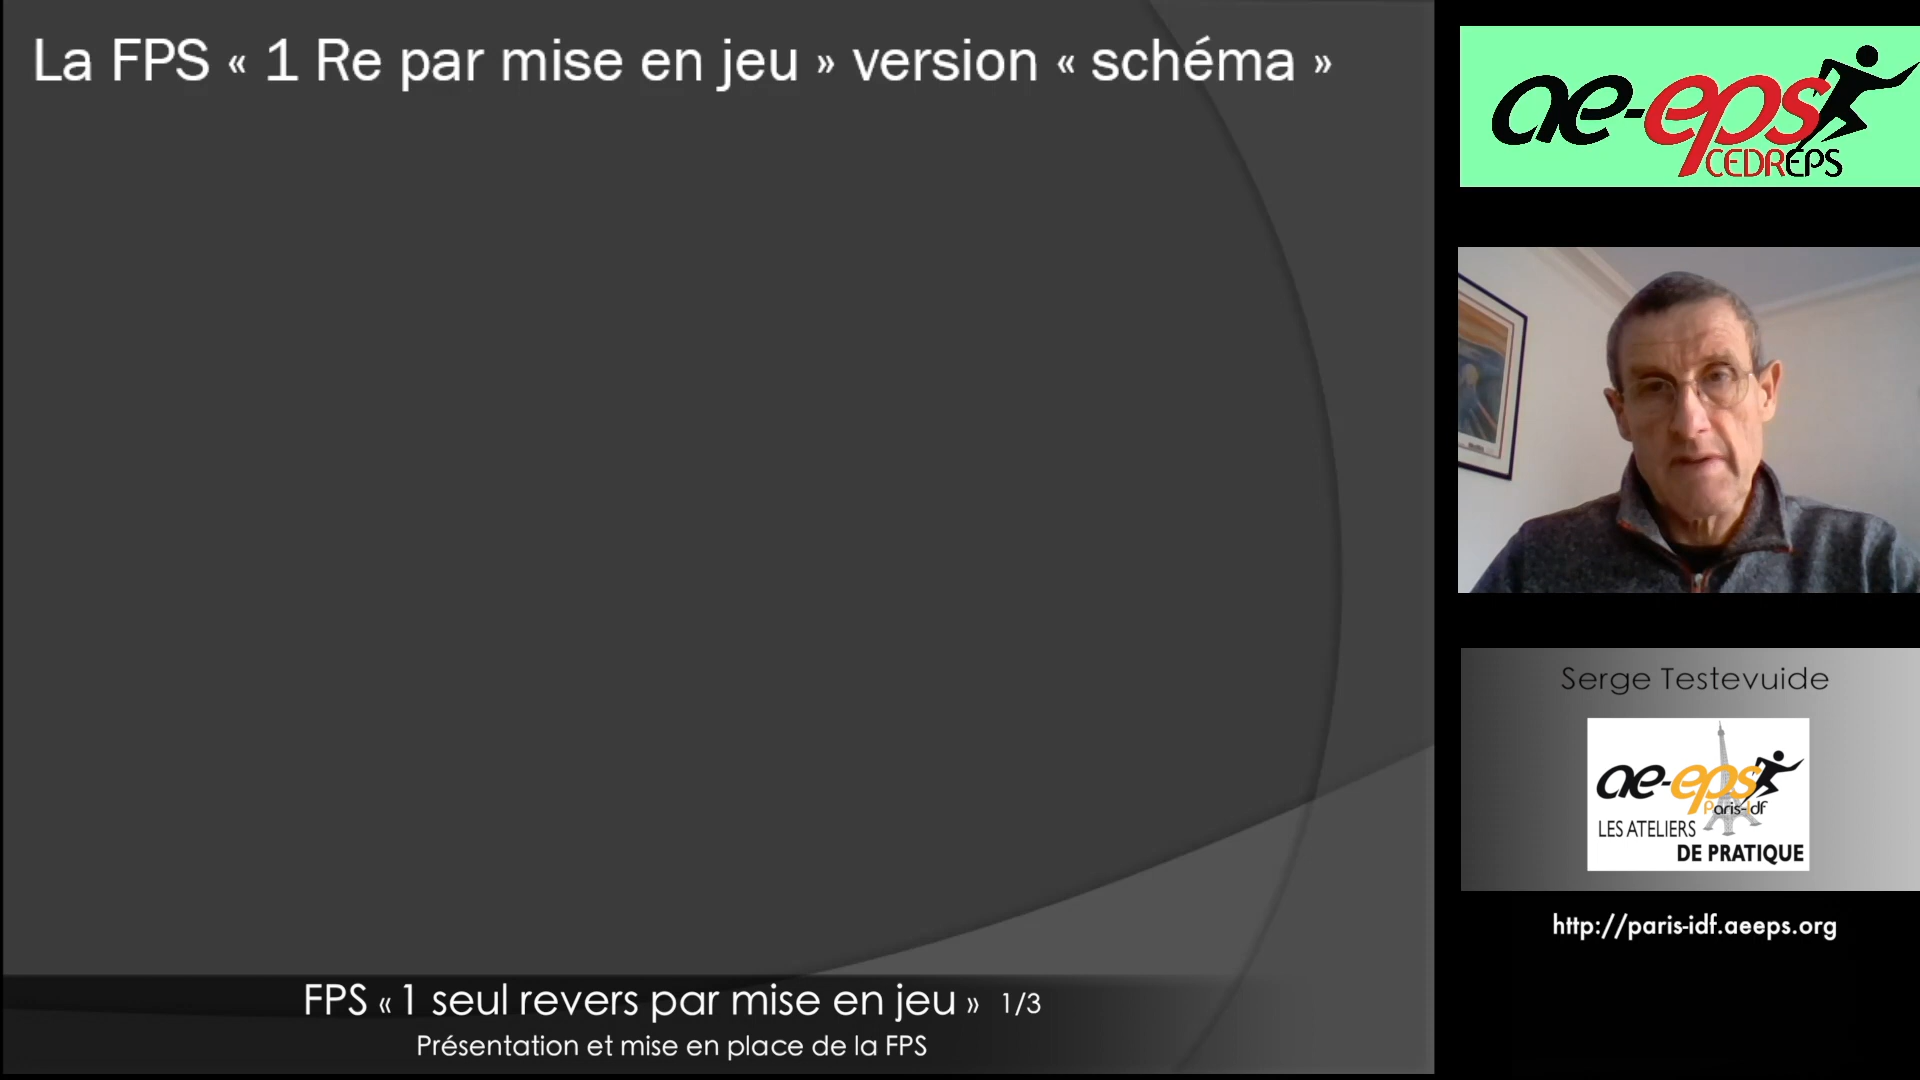 La FPS « 1 Re par mise en jeu » version « schéma »
ae-eps
CEDREPS
Serge Testevuide
ae-eps
Paris-Idf
LES ATELIERS
DE PRATIQUE
http://paris-idf.aeeps.org
FPS « 1 seul revers par mise en jeu » 1/3
Présentation et mise en place de la FPS